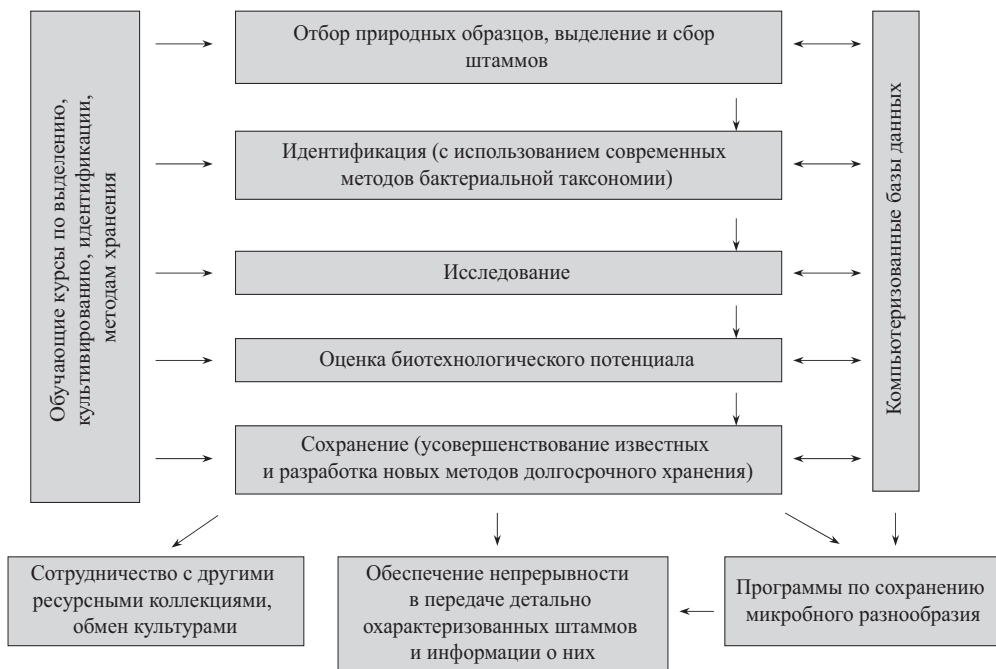 Обучающие курсы по выделению,
культивированию, идентификации,
методам хранения
Отбор природных образцов, выделение и сбор
штаммов
Идентификация (с использованием современных
методов бактериальной таксономии)
Исследование
Оценка биотехнологического потенциала
Сохранение (усовершенствование известных
и разработка новых методов долгосрочного хранения)
Компьютеризованные базы данных
Сотрудничество с другими
ресурсными коллекциями,
обмен культурами
Обеспечение непрерывности
в передаче детально
охарактеризованных штаммов
и информации о них
Программы по сохранению
микробного разнообразия